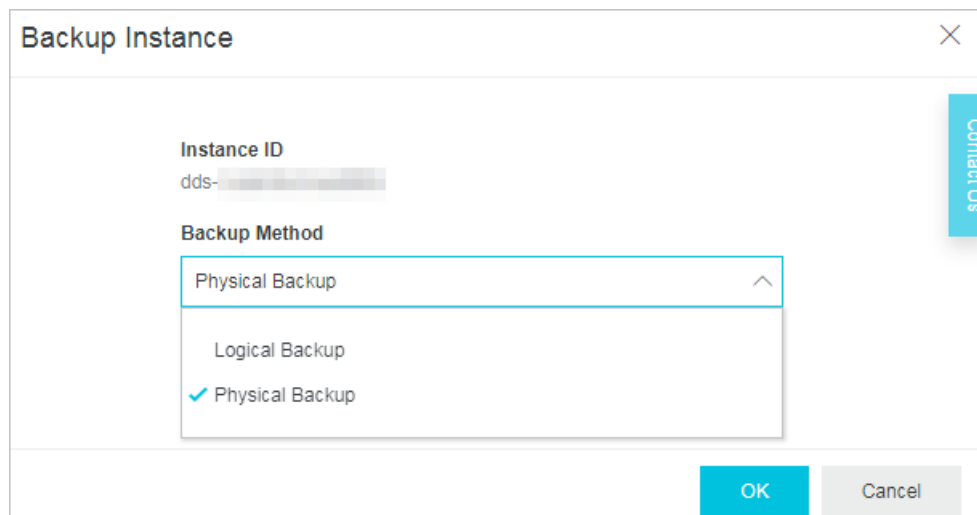 Backup Instance
Contact Us
Instance ID
dds-
Backup Method
Physical Backup
Logical Backup
Physical Backup
OK
Cancel